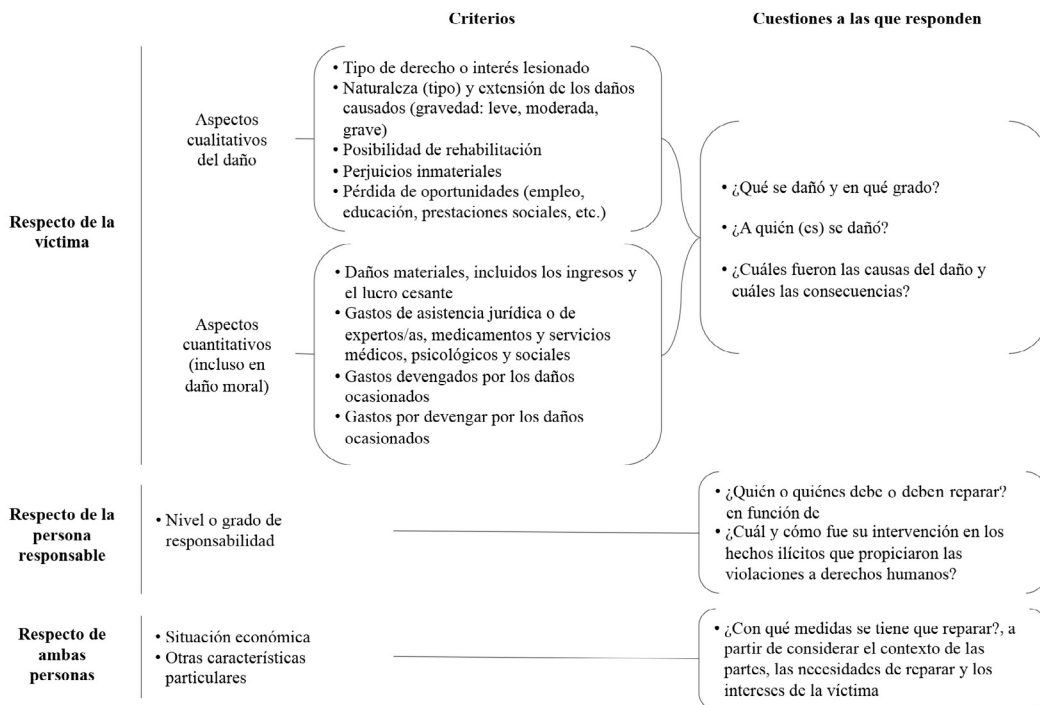 Criterios
Cuestiones a las que responden
Respecto de la
víctima
Aspectos
cualitativos
del daño
• Tipo de derecho o interés lesionado
• Naturaleza (tipo) y extensión de los daños
causados (gravedad: leve, moderada,
grave)
• Posibilidad de rehabilitación
• Perjuicios inmateriales
• Pérdida de oportunidades (empleo,
educación, prestaciones sociales, etc.)
Aspectos
cuantitativos
(incluso en
daño moral)
• Daños materiales, incluidos los ingresos y
el lucro cesante
• Gastos de asistencia jurídica o de
expertos/as, medicamentos y servicios
médicos, psicológicos y sociales
• Gastos devengados por los daños
ocasionados
• Gastos por devengar por los daños
ocasionados
• ¿Qué se dañó y en qué grado?
• ¿A quién (es) se dañó?
• ¿Cuáles fueron las causas del daño y
cuáles las consecuencias?
Respecto de la
persona
responsable
• Nivel o grado de
responsabilidad
• ¿Quién o quiénes debe o deben reparar?
en función de
• ¿Cuál y cómo fue su intervención en los
hechos ilícitos que propiciaron las
violaciones a derechos humanos?
Respecto de
ambas
personas
• Situación económica
• Otras características
particulares
• ¿Con qué medidas se tiene que reparar?, a
partir de considerar el contexto de las
partes, las necesidades de reparar y los
intereses de la víctima